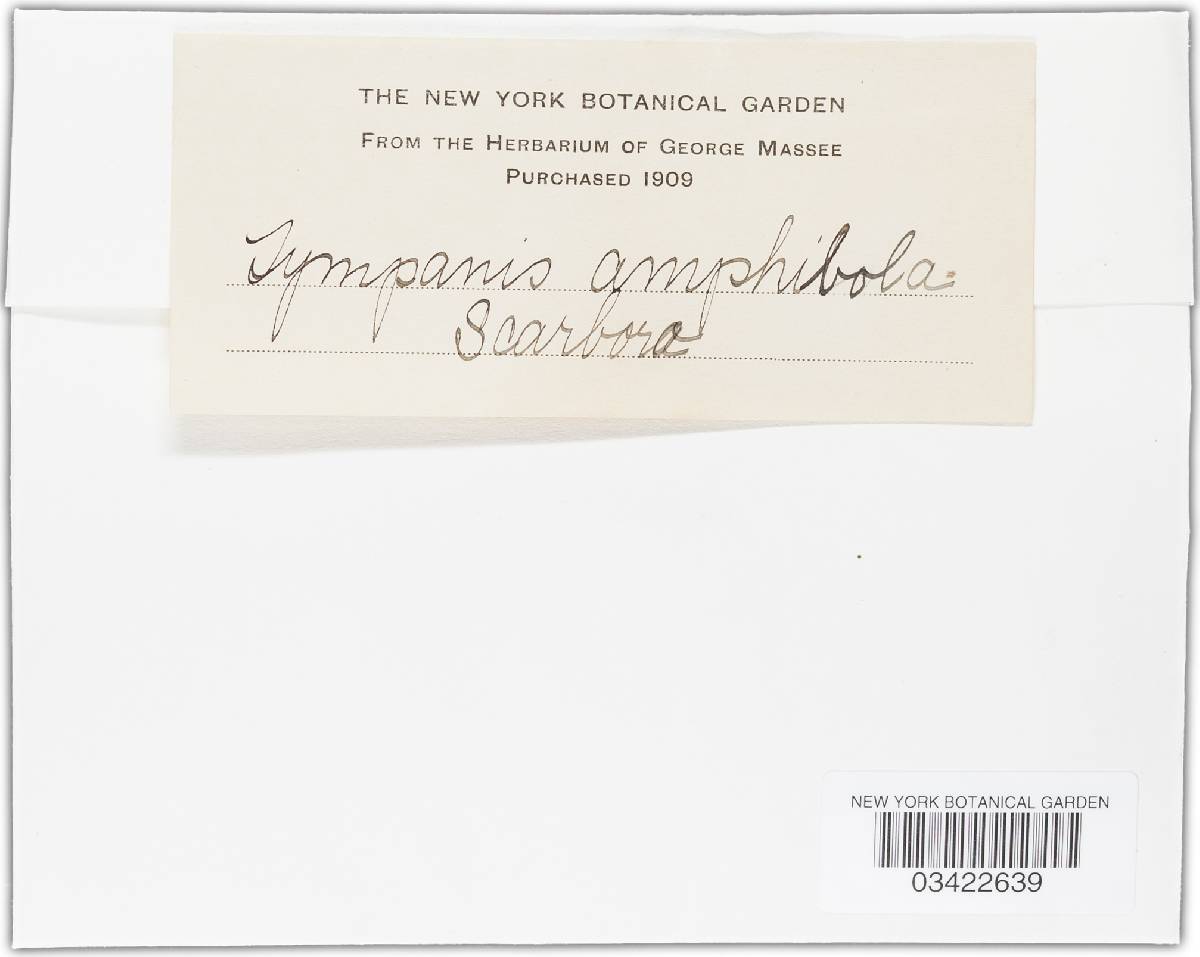 THE NEW YORK BOTANICAL GARDEN
FROM THE HERBARIUM OF GEORGE MASSEE
PURCHASED 1909
Tympanis amphibola.
Scarboro
NEW YORK BOTANICAL GARDEN
03422639